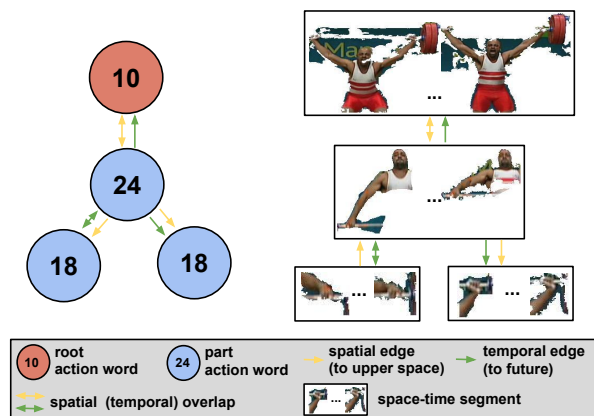 10
24
18
18
Man
...
...
...
...
10
root
action word
24
part
action word
spatial edge
(to upper space)
temporal edge
(to future)
spatial (temporal) overlap
...
space-time segment